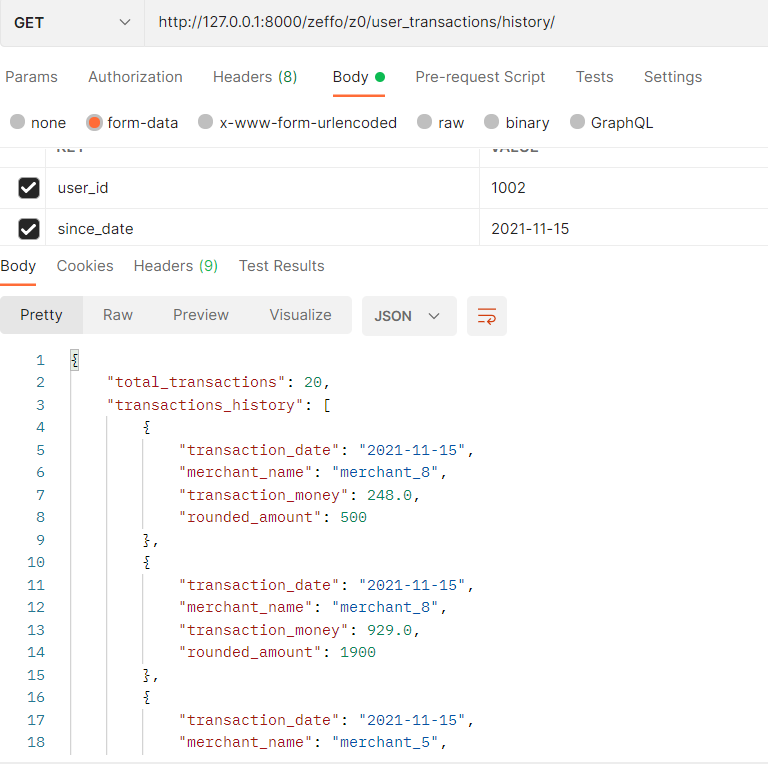 GET http://127.0.0.1:8000/zeffo/z0/user_transactions/history/
Params Authorization Headers (8) Body Pre-request Script Tests Settings
none form-data x-www-form-urlencoded raw binary GraphQL
KEY VALUE
user_id 1002
since_date 2021-11-15
Body Cookies Headers (9) Test Results
Pretty Raw Preview Visualize JSON
1 {
2 "total_transactions": 20,
3 "transactions_history": [
4 {
5 "transaction_date": "2021-11-15",
6 "merchant_name": "merchant_8",
7 "transaction_money": 248.0,
8 "rounded_amount": 500
9 },
10 {
11 "transaction_date": "2021-11-15",
12 "merchant_name": "merchant_8",
13 "transaction_money": 929.0,
14 "rounded_amount": 1900
15 },
16 {
17 "transaction_date": "2021-11-15",
18 "merchant_name": "merchant_5",